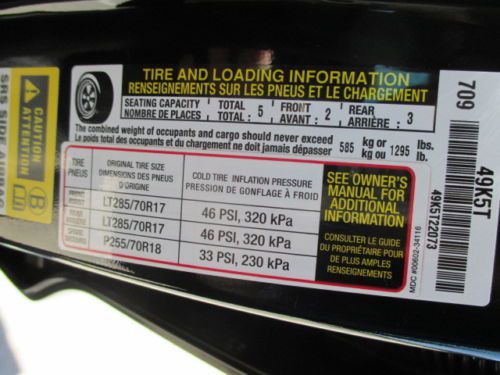 TIRE AND LOADING INFORMATION
RENSEIGNEMENTS SUR LES PNEUS ET LE CHARGEMENT
SEATING CAPACITY TOTAL 5 FRONT 2 REAR 3
NOMBRE DE PLACES TOTAL : AVANT : ARRIÈRE :
The combined weight of occupants and cargo should never exceed 585 kg or 1295 lbs.
Le poids total des occupants et du chargement ne doit jamais dépasser kg ou lb.
TIRE
PNEUS
ORIGINAL TIRE SIZE
DIMENSIONS DES PNEUS
D'ORIGINE
COLD TIRE INFLATION PRESSURE
PRESSION DE GONFLAGE À FROID
LT285/70R17 46 PSI, 320 kPa
LT285/70R17 46 PSI, 320 kPa
P255/70R18 33 PSI, 230 kPa
SEE OWNER'S
MANUAL FOR
ADDITIONAL
INFORMATION
CONSULTER LE GUIDE
DU PROPRIÉTAIRE POUR
DE PLUS AMPLES
RENSEIGNEMENTS
MDC #00602-34116
709
49X5T
49X5T22073
CAUTION
ATTENTION
B
SRS SIDE AIRBAG